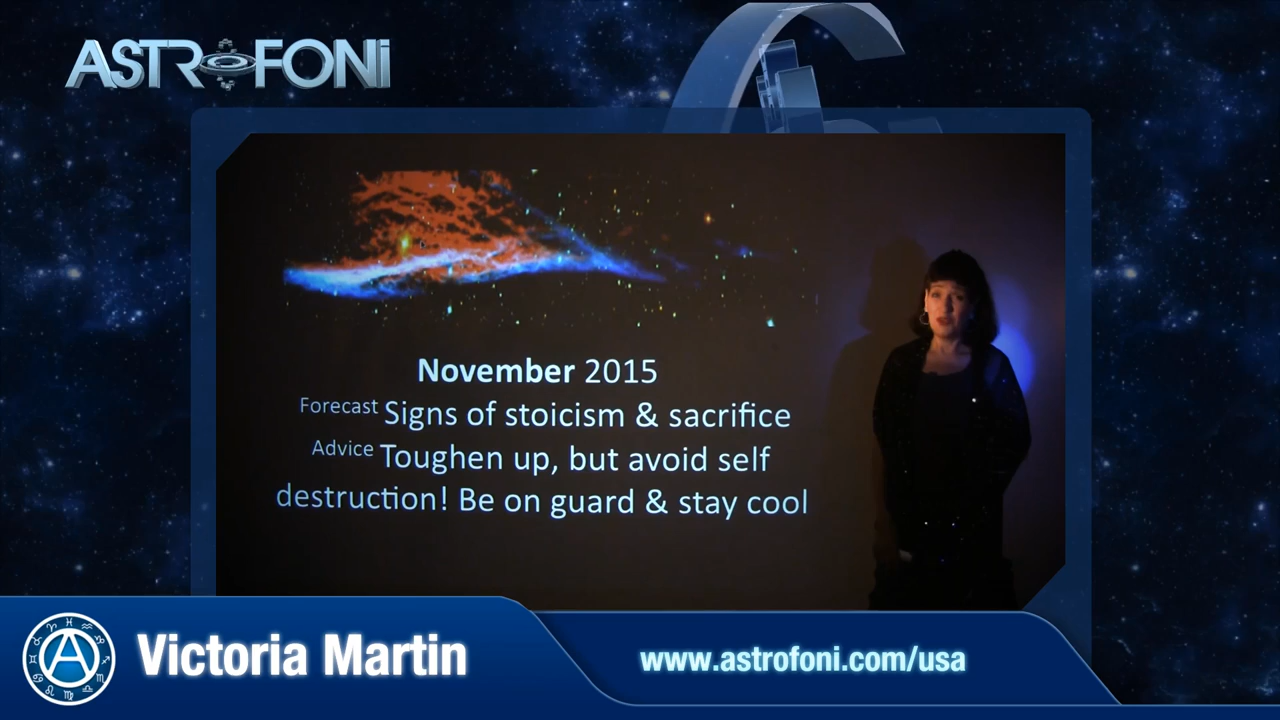 ASTROFONi
November 2015
Forecast Signs of stoicism & sacrifice
Advice Toughen up, but avoid self
destruction! Be on guard & stay cool
Victoria Martin
www.astrofoni.com/usa